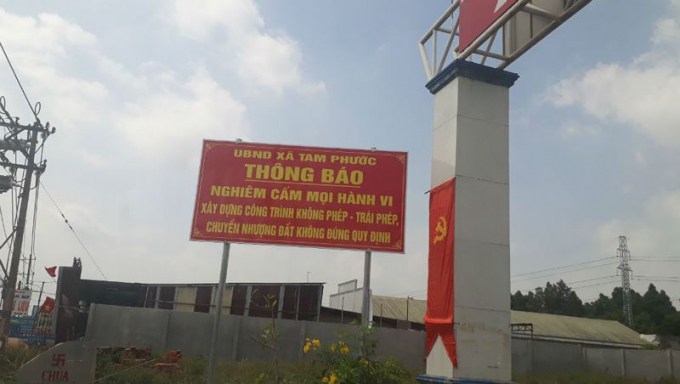 UBND XÃ TAM PHƯỚC
THÔNG BÁO
NGHIÊM CẤM MỌI HÀNH VI
XÂY DỰNG CÔNG TRÌNH KHÔNG PHÉP - TRÁI PHÉP,
CHUYỂN NHƯỢNG ĐẤT KHÔNG ĐÚNG QUY ĐỊNH
CHÙA